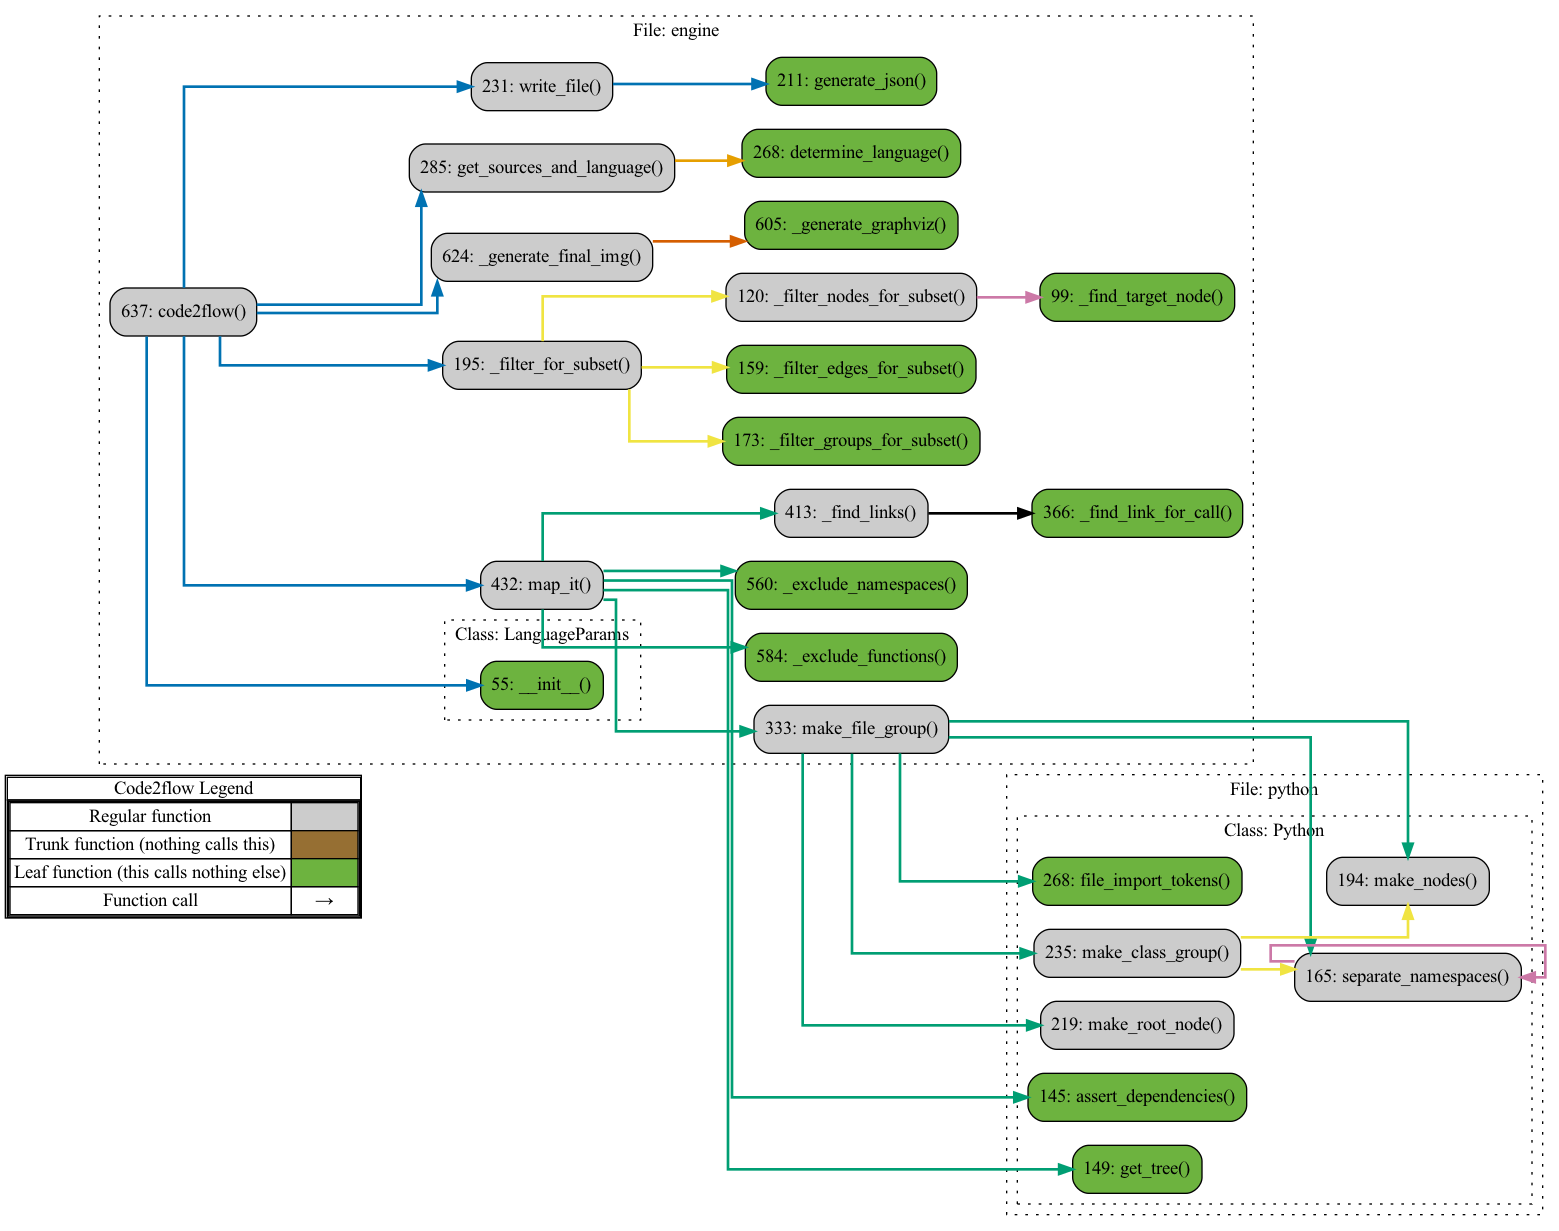 File: engine
231: write_file()
211: generate_json()
285: get_sources_and_language()
268: determine_language()
624: _generate_final_img()
605: _generate_graphviz()
637: code2flow()
120: _filter_nodes_for_subset()
99: _find_target_node()
195: _filter_for_subset()
159: _filter_edges_for_subset()
173: _filter_groups_for_subset()
413: _find_links()
366: _find_link_for_call()
432: map_it()
560: _exclude_namespaces()
Class: LanguageParams
584: _exclude_functions()
55: __init__()
333: make_file_group()
Code2flow Legend
Regular function
Trunk function (nothing calls this)
Leaf function (this calls nothing else)
Function call →
File: python
Class: Python
268: file_import_tokens()
194: make_nodes()
235: make_class_group()
165: separate_namespaces()
219: make_root_node()
145: assert_dependencies()
149: get_tree()